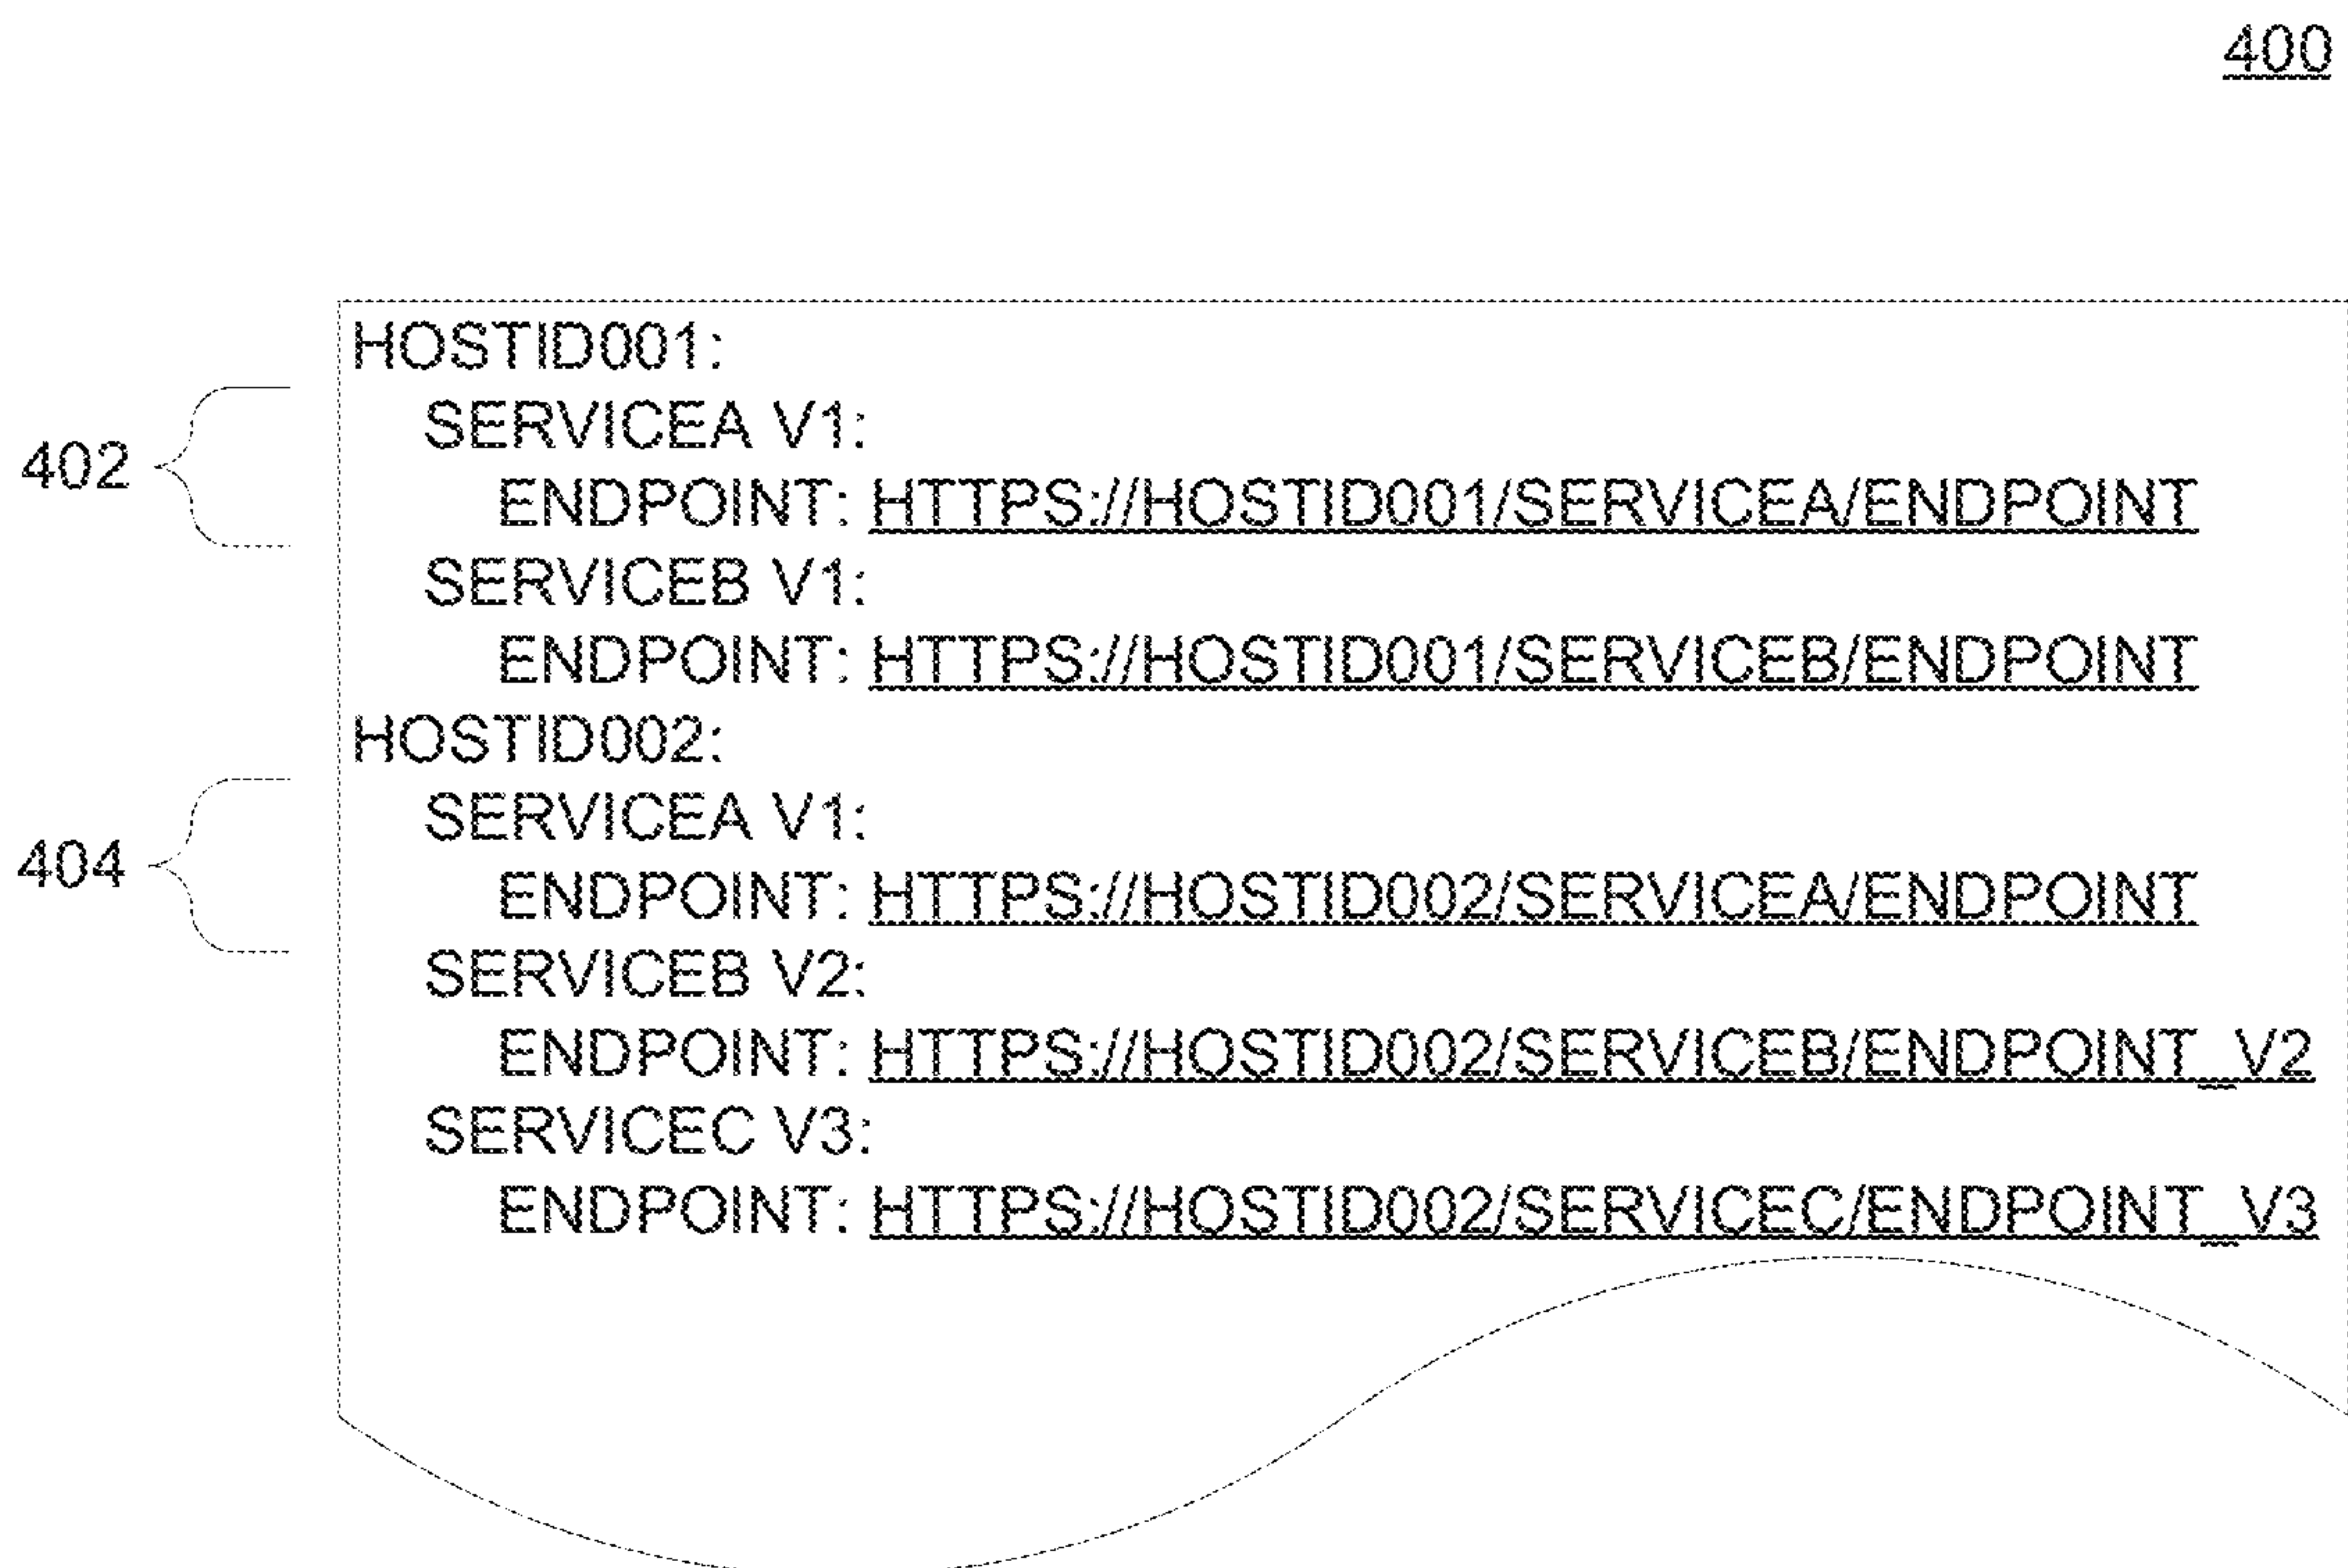 400
HOSTID001:
SERVICEA V1:
402
ENDPOINT: HTTPS://HOSTID001/SERVICEA/ENDPOINT
SERVICEB V1:
ENDPOINT: HTTPS://HOSTID001/SERVICEB/ENDPOINT
HOSTID002:
SERVICEA V1:
404
ENDPOINT: HTTPS://HOSTID002/SERVICEA/ENDPOINT
SERVICEB V2:
ENDPOINT: HTTPS://HOSTID002/SERVICEB/ENDPOINT_V2
SERVICEC V3:
ENDPOINT: HTTPS://HOSTID002/SERVICEC/ENDPOINT_V3